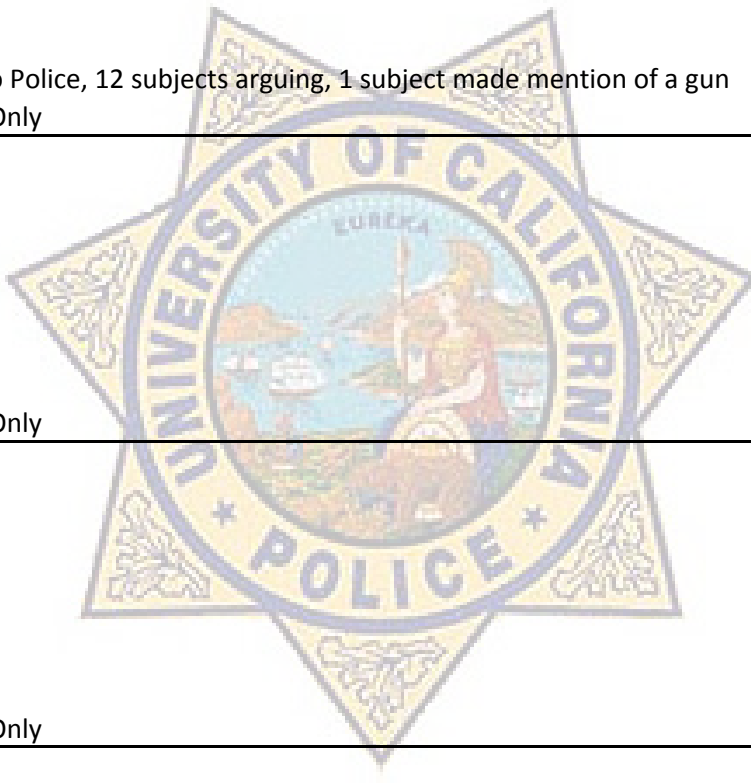 Police, 12 subjects arguing, 1 subject made mention of a gun
Only
UNIVERSITY OF CALIFORNIA
EUREKA
Only
* POLICE *
Only